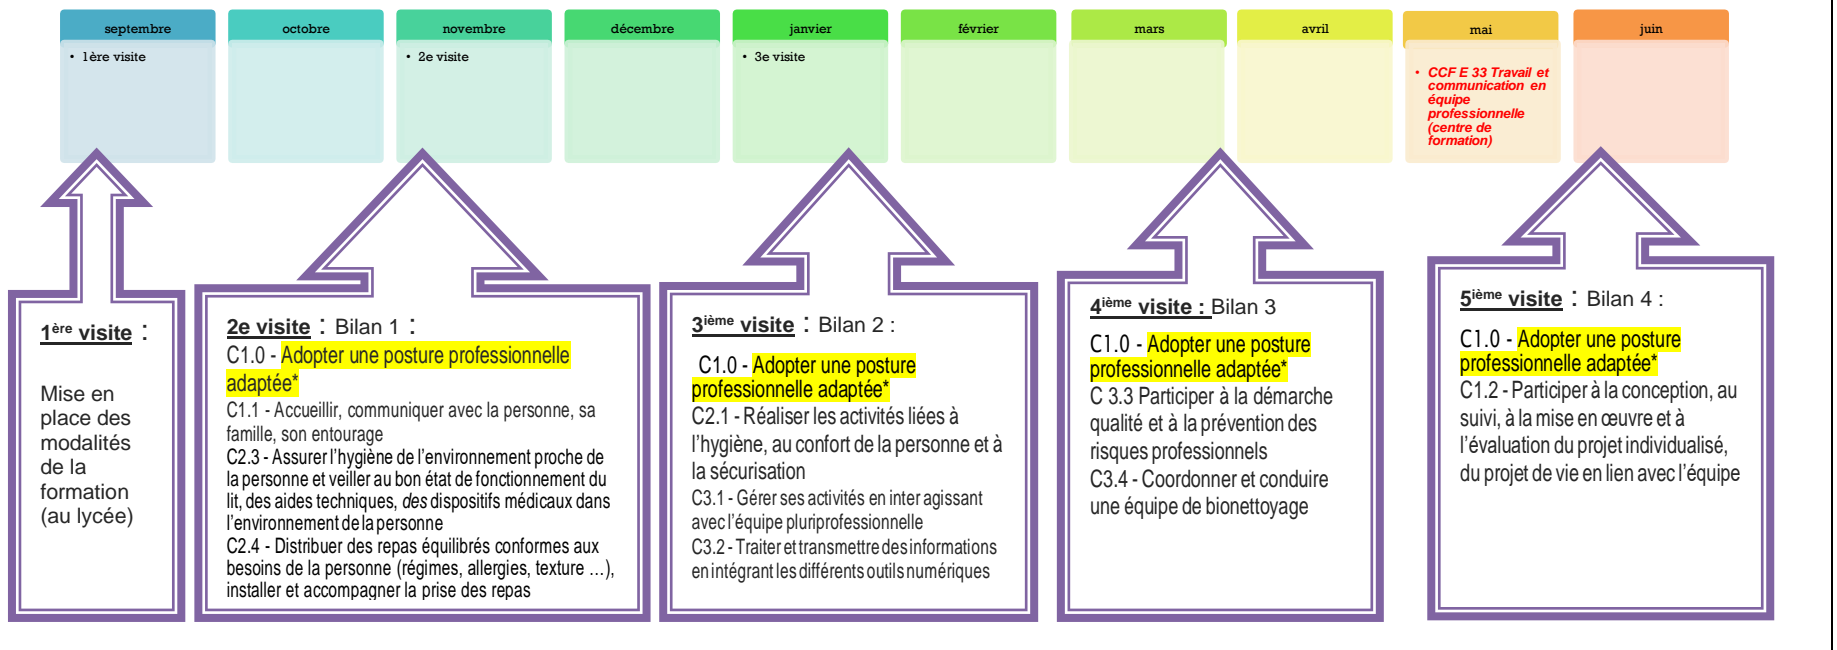 septembre
octobre
novembre
décembre
janvier
février
mars
avril
mai
juin
• 1ère visite
• 2e visite
• 3e visite
• CCF E 33 Travail et
communication en
équipe
professionnelle
(centre de
formation)
1ère visite :
Mise en
place des
modalités
de la
formation
(au lycée)
2e visite : Bilan 1 :
C1.0 - Adopter une posture professionnelle
adaptée*
C1.1 - Accueillir, communiquer avec la personne, sa
famille, son entourage
C2.3 - Assurer l'hygiène de l'environnement proche de
la personne et veiller au bon état de fonctionnement du
lit, des aides techniques, des dispositifs médicaux dans
l'environnement de la personne
C2.4 - Distribuer des repas équilibrés conformes aux
besoins de la personne (régimes, allergies, texture …),
installer et accompagner la prise des repas
3ième visite : Bilan 2 :
C1.0 - Adopter une posture
professionnelle adaptée*
C2.1 - Réaliser les activités liées à
l'hygiène, au confort de la personne et à
la sécurisation
C3.1 - Gérer ses activités en inter agissant
avec l'équipe pluriprofessionnelle
C3.2 - Traiter et transmettre des informations
en intégrant les différents outils numériques
4ième visite : Bilan 3
C1.0 - Adopter une posture
professionnelle adaptée*
C 3.3 Participer à la démarche
qualité et à la prévention des
risques professionnels
C3.4 - Coordonner et conduire
une équipe de bionettoyage
5ième visite : Bilan 4 :
C1.0 - Adopter une posture
professionnelle adaptée*
C1.2 - Participer à la conception, au
suivi, à la mise en œuvre et à
l'évaluation du projet individualisé,
du projet de vie en lien avec l'équipe